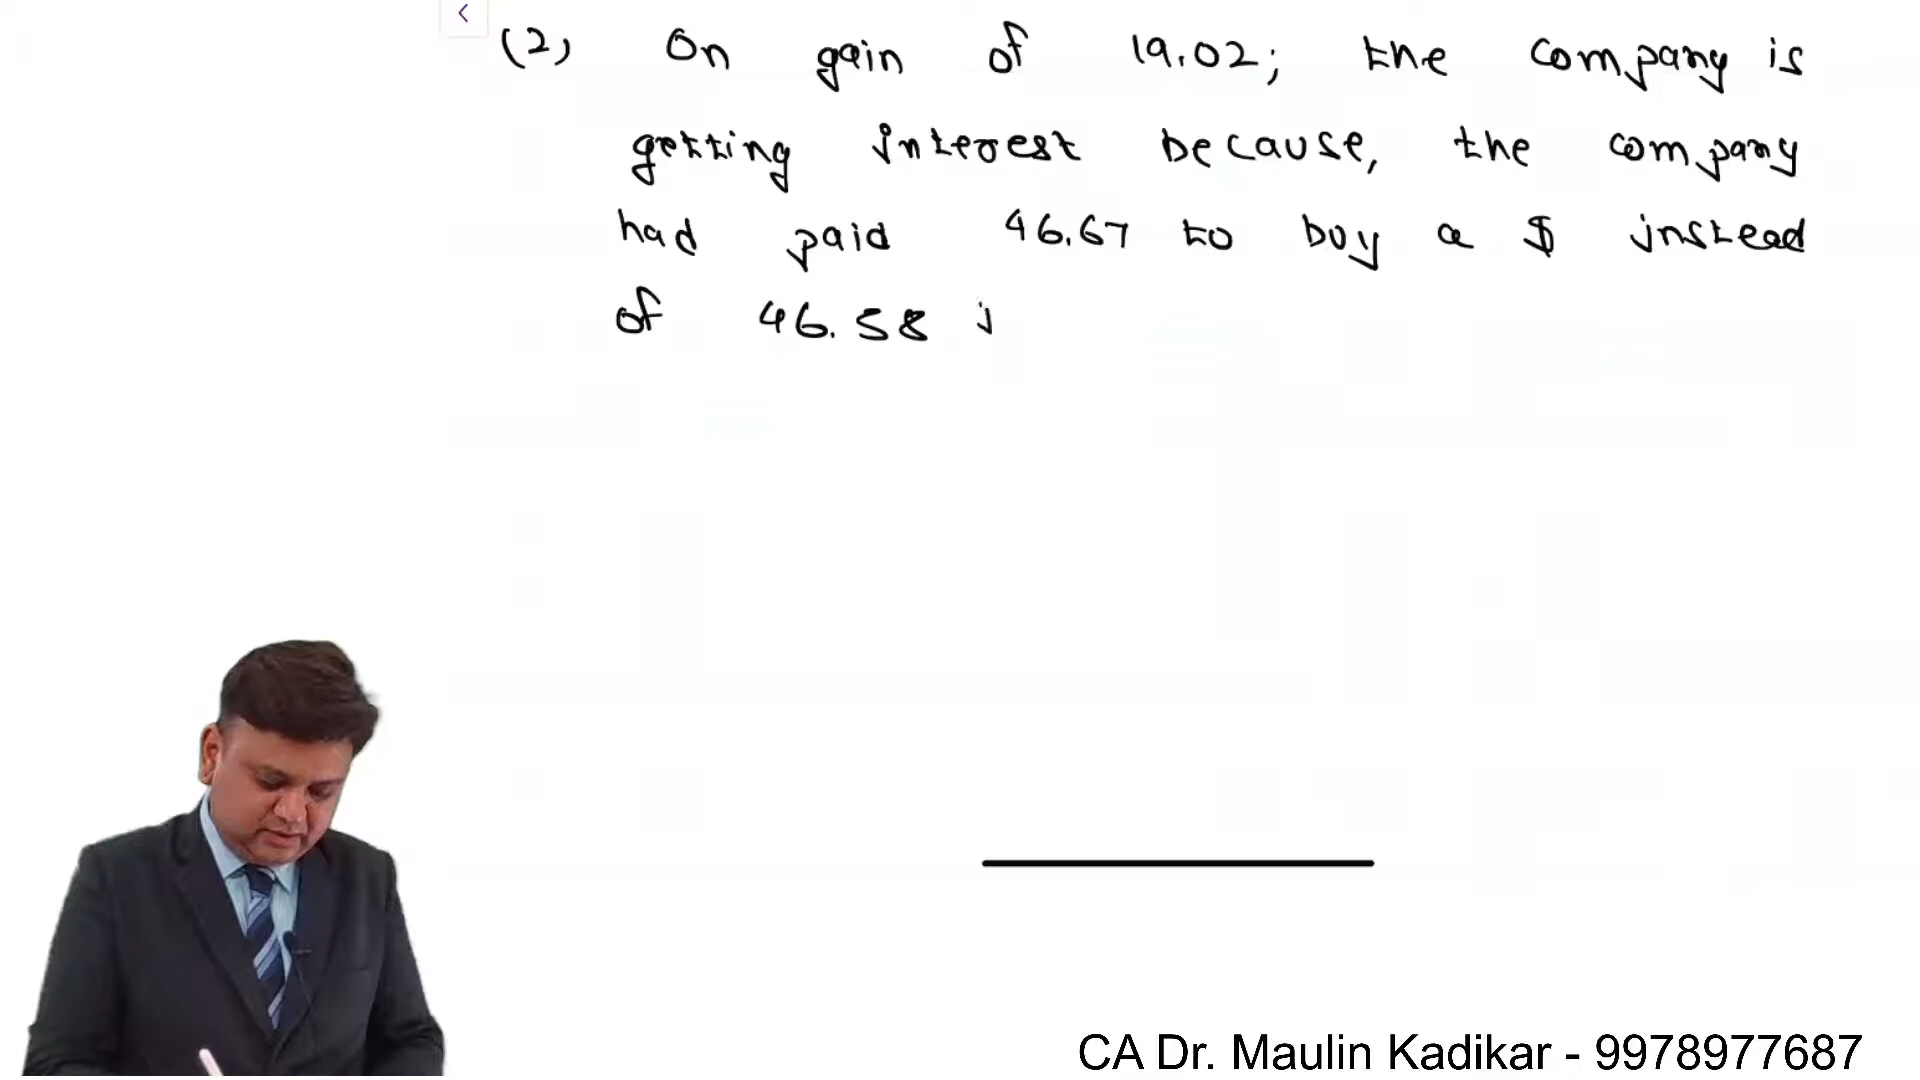 (2) On gain of 19.02; the company is
getting interest because, the company
had paid 46.67 to buy a $ instead
of 46.58 i
CA Dr. Maulin Kadikar - 9978977687